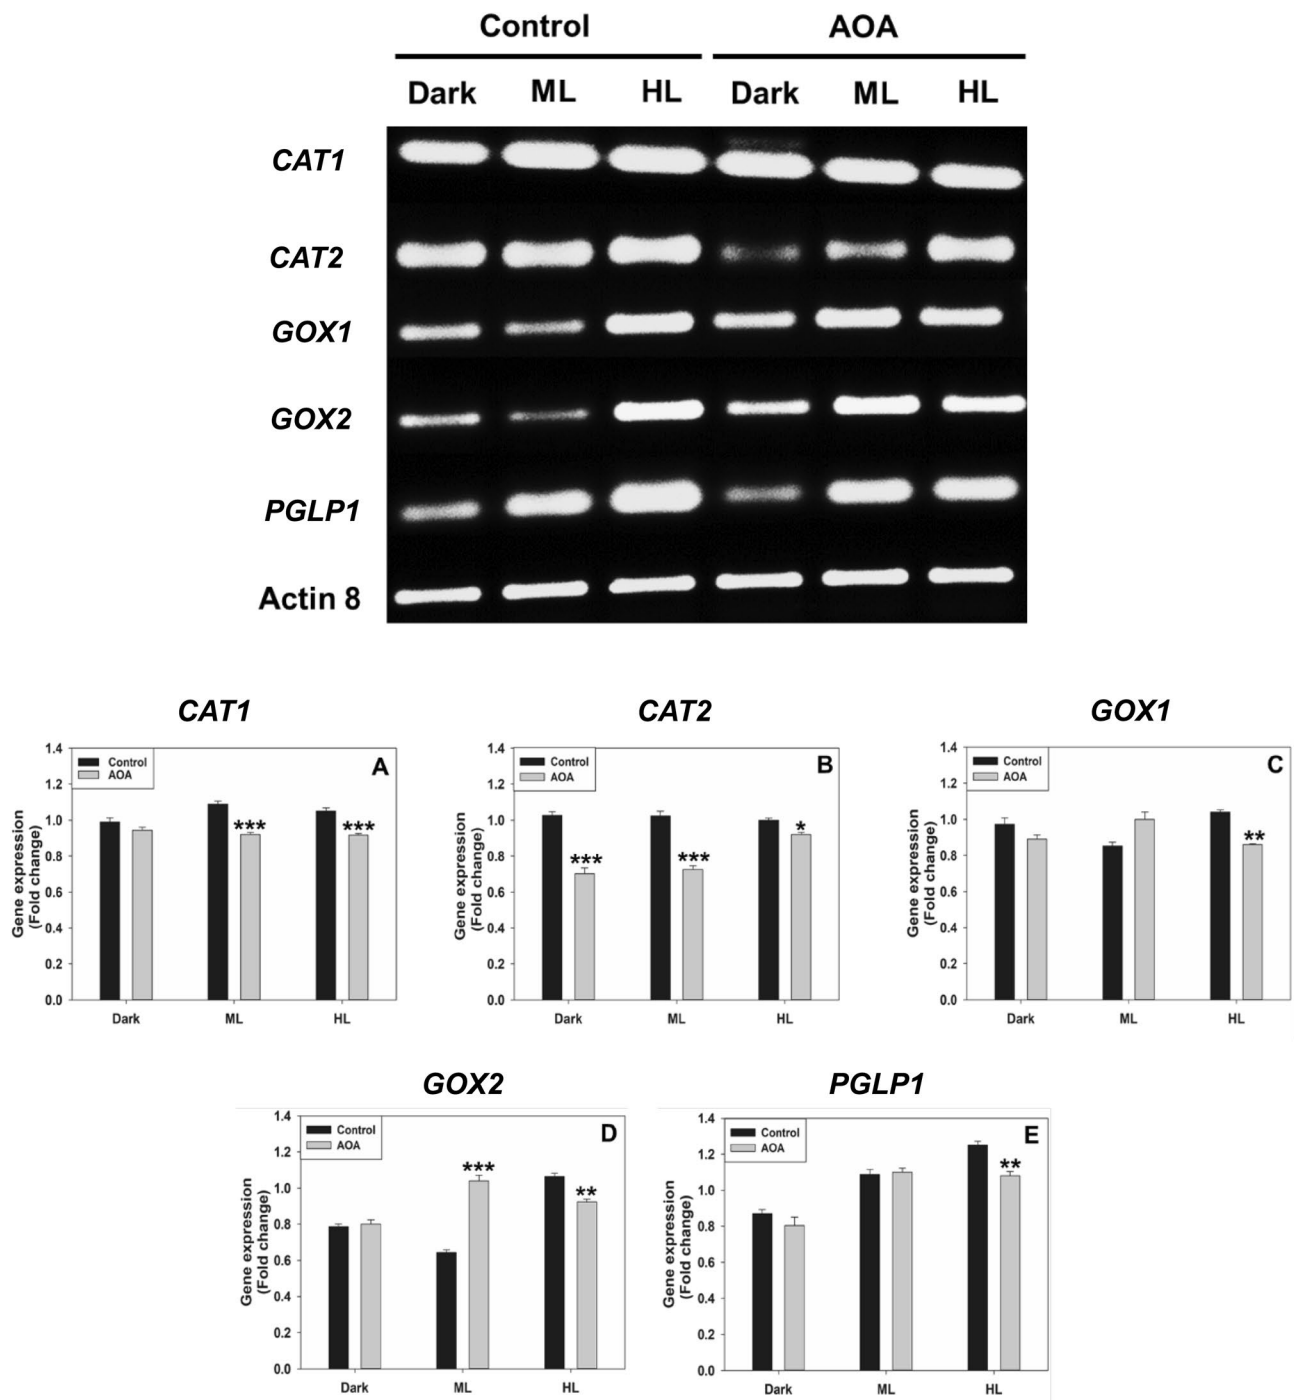 Control AOA
Dark ML HL Dark ML HL
CAT1
CAT2
GOX1
GOX2
PGLP1
Actin 8
CAT1 CAT2 GOX1
1.4 1.2 1.0 0.8 0.6 0.4 0.2 0.0
Gene expression
(Fold change)
Control
AOA
A
*** ***
Dark ML HL
1.4 1.2 1.0 0.8 0.6 0.4 0.2 0.0
Gene expression
(Fold change)
Control
AOA
B
*** *** *
Dark ML HL
1.4 1.2 1.0 0.8 0.6 0.4 0.2 0.0
Gene expression
(Fold change)
Control
AOA
C
**
Dark ML HL
GOX2 PGLP1
1.4 1.2 1.0 0.8 0.6 0.4 0.2 0.0
Gene expression
(Fold change)
Control
AOA
D
*** **
Dark ML HL
1.4 1.2 1.0 0.8 0.6 0.4 0.2 0.0
Gene expression
(Fold change)
Control
AOA
E
**
Dark ML HL